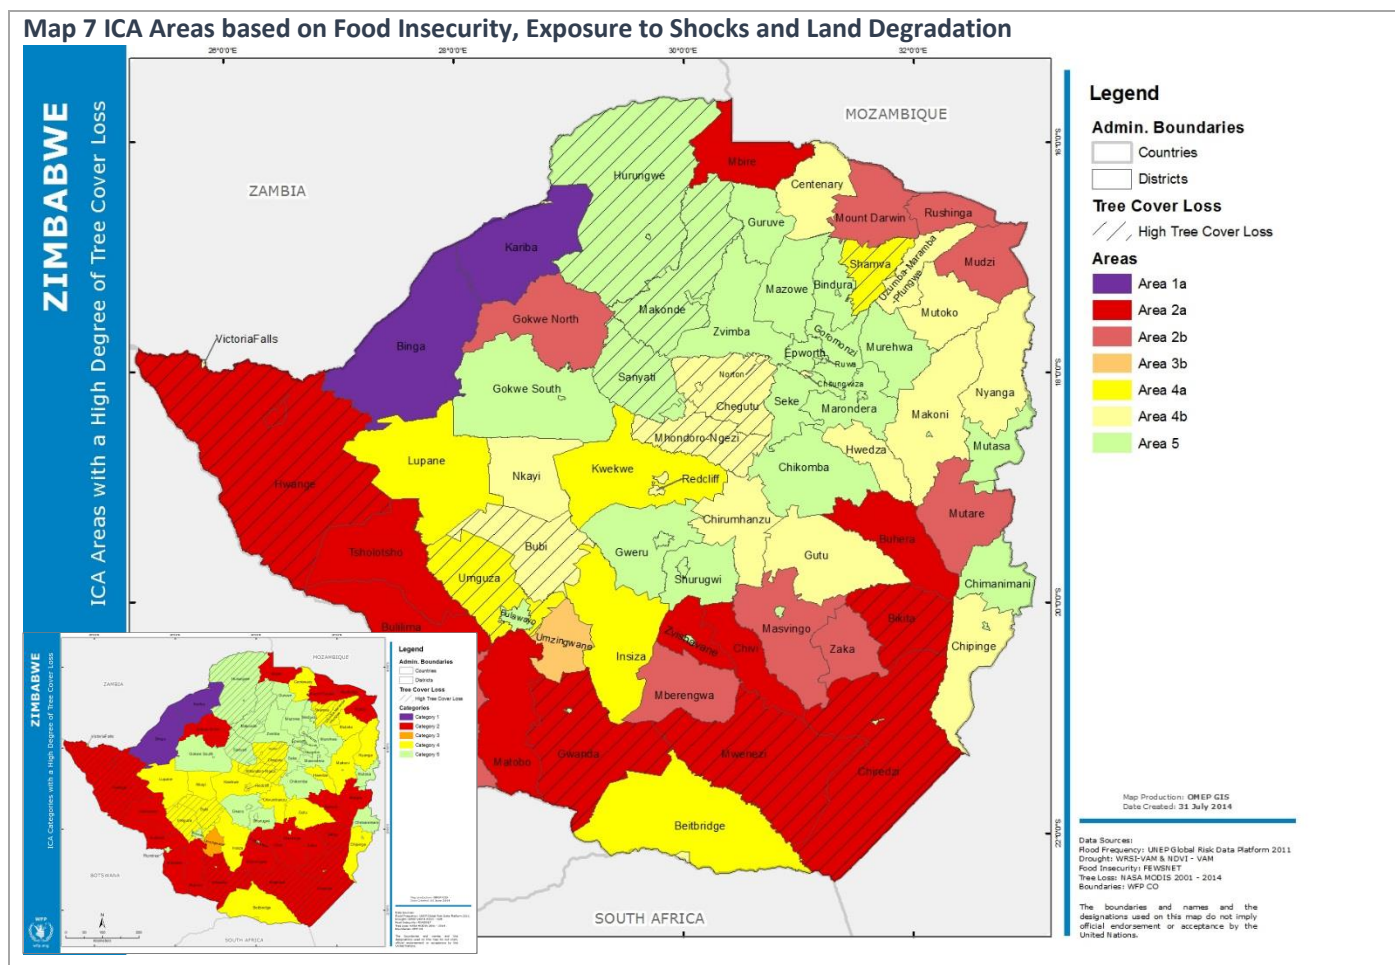 Map 7 ICA Areas based on Food Insecurity, Exposure to Shocks and Land Degradation
ZIMBABWE
ICA Areas with a High Degree of Tree Cover Loss
26°0'0"E
28°0'0"E
30°0'0"E
32°0'0"E
MOZAMBIQUE
ZAMBIA
SOUTH AFRICA
Mbire
Centenary
Hurungwe
Mount Darwin
Rushinga
Guruve
Kariba
Shamva
Uzumba-Maramba
-Pfungwe
Mudzi
Mazowe
Bindura
Makonde
Mutoko
Gokwe North
Zvimba
Goromonzi
VictoriaFalls
Binga
Epworth
Murehwa
Ruwa
Norton
Sanyati
Chitungwiza
Gokwe South
Chegutu
Seke
Marondera
Nyanga
Makoni
Mhondoro-Ngezi
Hwedza
Mutasa
Lupane
Kwekwe
Chikomba
Nkayi
Redcliff
Hwange
Mutare
Chirumhanzu
Buhera
Tsholotsho
Bubi
Gweru
Gutu
Umguza
Shurugwi
Chimanimani
Bulawayo
Masvingo
Bikita
Bulilima
Umzingwane
Zvishavane
Chivi
Zaka
Chipinge
Insiza
Mberengwa
Matobo
Gwanda
Mwenezi
Chiredzi
Beitbridge
Legend
Admin. Boundaries
Countries
Districts
Tree Cover Loss
High Tree Cover Loss
Areas
Area 1a
Area 2a
Area 2b
Area 3b
Area 4a
Area 4b
Area 5
Map Production: OMEP GIS
Date Created: 31 July 2014
Data Sources:
Flood Frequency: UNEP Global Risk Data Platform 2011
Drought: WRSI-VAM & NDVI - VAM
Food Insecurity: FEWSNET
Tree Loss: NASA MODIS 2001 - 2014
Boundaries: WFP CO
The boundaries and names and the
designations used on this map do not imply
official endorsement or acceptance by the
United Nations.
ZIMBABWE
ICA Categories with a High Degree of Tree Cover Loss
MOZAMBIQUE
ZAMBIA
BOTSWANA
SOUTH AFRICA
Legend
Admin. Boundaries
Countries
Districts
Tree Cover Loss
High Tree Cover Loss
Categories
Category 1
Category 2
Category 3
Category 4
Category 5
WFP
wfp.org